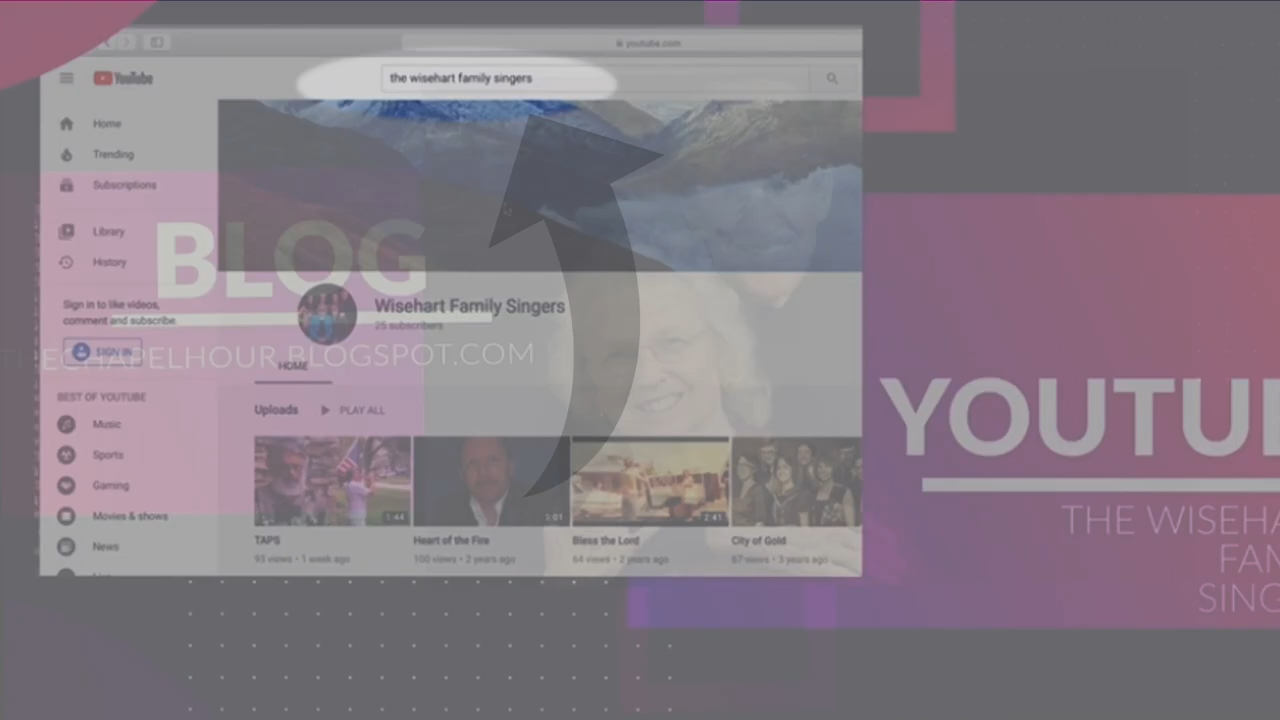 youtube.com
YouTube
the wisehart family singers
Home
Trending
Subscriptions
Library
History
BLOG
Sign in to like videos,
comment and subscribe.
SIGN IN
Wisehart Family Singers
25 subscribers
THECHAPELHOUR.BLOGSPOT.COM
HOME
BEST OF YOUTUBE
Music
Sports
Gaming
Movies & shows
News
Uploads
PLAY ALL
1:44
3:01
2:41
TAPS
93 views • 1 week ago
Heart of the Fire
100 views • 2 years ago
Bless the Lord
64 views • 2 years ago
City of Gold
67 views • 3 years ago
YOUTU
THE WISEHA
FAM
SING